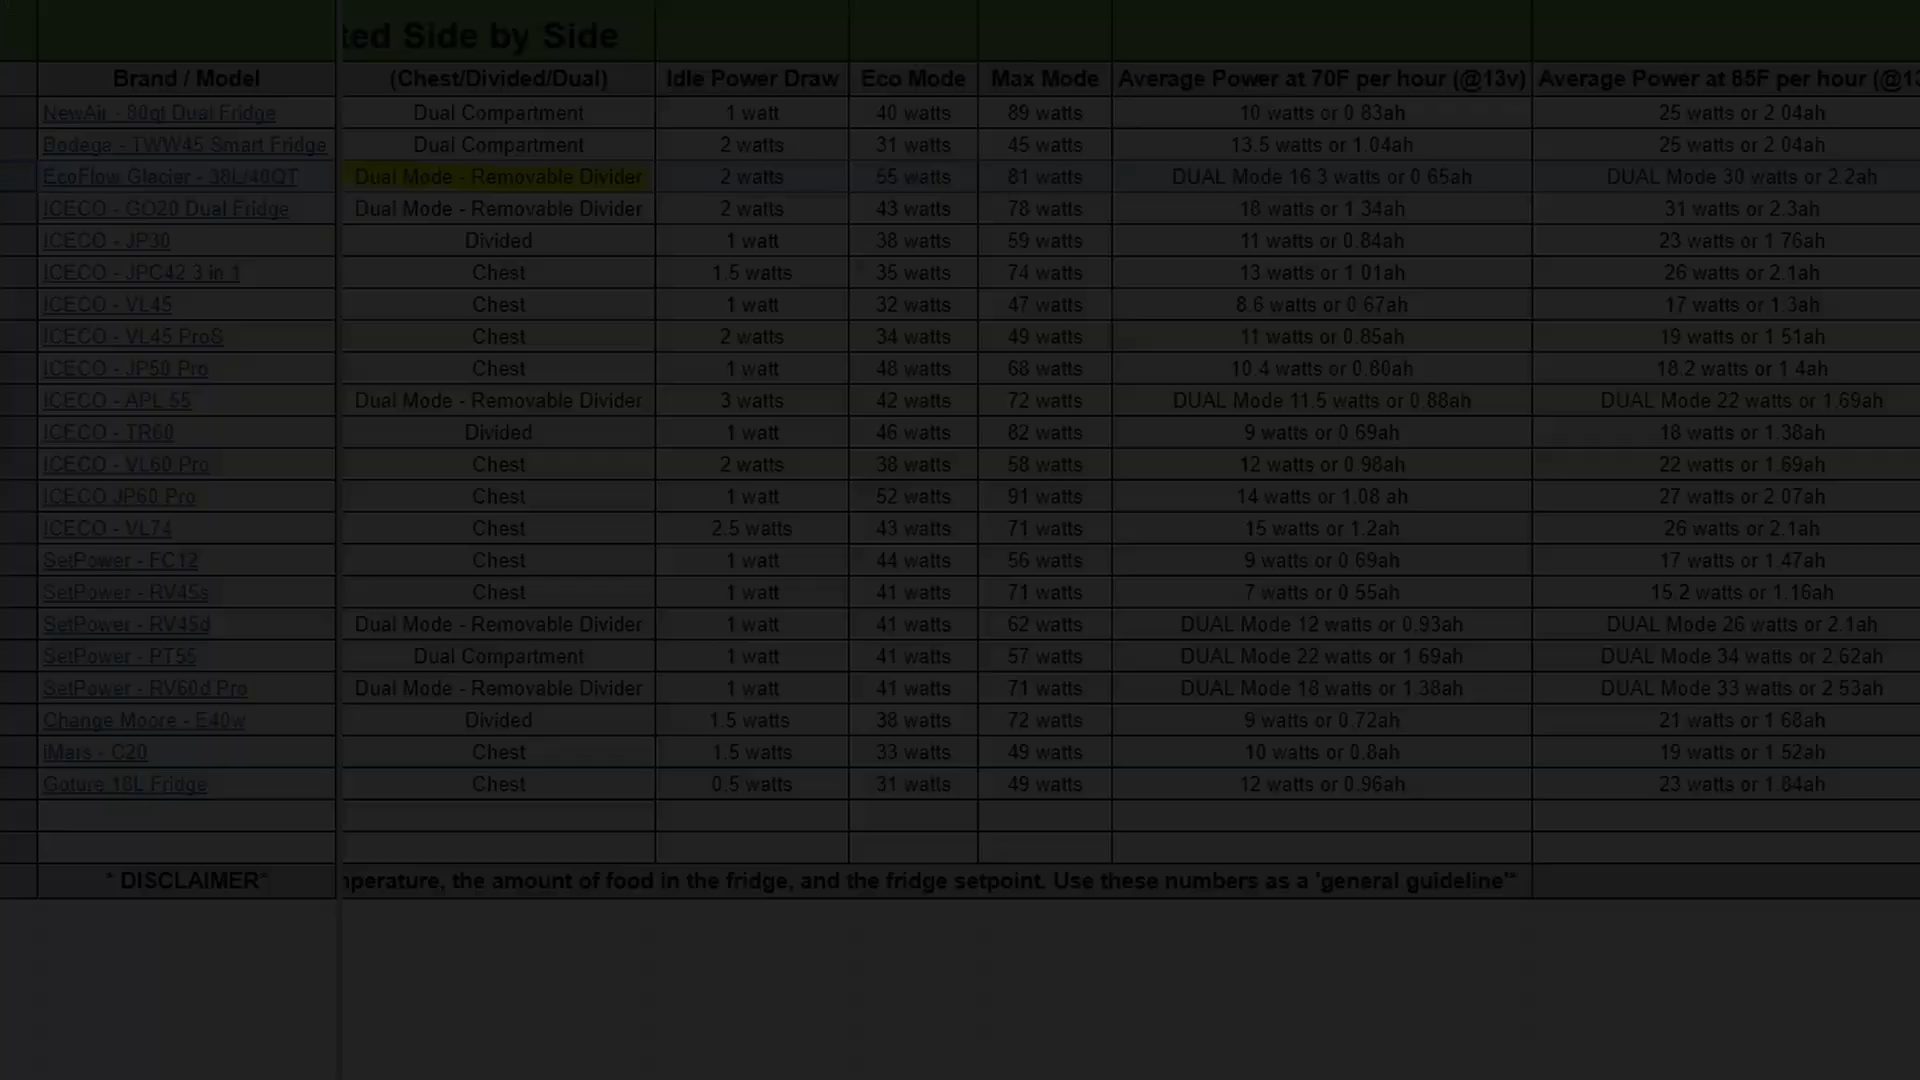 ted Side by Side
Brand / Model (Chest/Divided/Dual) Idle Power Draw Eco Mode Max Mode Average Power at 70F per hour (@13v) Average Power at 85F per hour (@13
NewAir - 80qt Dual Fridge Dual Compartment 1 watt 40 watts 89 watts 10 watts or 0.83ah 25 watts or 2.04ah
Bodega - TWW45 Smart Fridge Dual Compartment 2 watts 31 watts 45 watts 13.5 watts or 1.04ah 25 watts or 2.04ah
EcoFlow Glacier - 38L/40QT Dual Mode - Removable Divider 2 watts 55 watts 81 watts DUAL Mode 16.3 watts or 0.65ah DUAL Mode 30 watts or 2.2ah
ICECO - GO20 Dual Fridge Dual Mode - Removable Divider 2 watts 43 watts 78 watts 18 watts or 1.34ah 31 watts or 2.3ah
ICECO - JP30 Divided 1 watt 38 watts 59 watts 11 watts or 0.84ah 23 watts or 1.76ah
ICECO - JPC42 3 in 1 Chest 1.5 watts 35 watts 74 watts 13 watts or 1.01ah 26 watts or 2.1ah
ICECO - VL45 Chest 1 watt 32 watts 47 watts 8.6 watts or 0.67ah 17 watts or 1.3ah
ICECO - VL45 ProS Chest 2 watts 34 watts 49 watts 11 watts or 0.85ah 19 watts or 1.51ah
ICECO - JP50 Pro Chest 1 watt 48 watts 68 watts 10.4 watts or 0.80ah 18.2 watts or 1.4ah
ICECO - APL 55 Dual Mode - Removable Divider 3 watts 42 watts 72 watts DUAL Mode 11.5 watts or 0.88ah DUAL Mode 22 watts or 1.69ah
ICECO - TR60 Divided 1 watt 46 watts 82 watts 9 watts or 0.69ah 18 watts or 1.38ah
ICECO - VL60 Pro Chest 2 watts 38 watts 58 watts 12 watts or 0.98ah 22 watts or 1.69ah
ICECO JP60 Pro Chest 1 watt 52 watts 91 watts 14 watts or 1.08 ah 27 watts or 2.07ah
ICECO - VL74 Chest 2.5 watts 43 watts 71 watts 15 watts or 1.2ah 26 watts or 2.1ah
SetPower - FC12 Chest 1 watt 44 watts 56 watts 9 watts or 0.69ah 17 watts or 1.47ah
SetPower - RV45s Chest 1 watt 41 watts 71 watts 7 watts or 0.55ah 15.2 watts or 1.16ah
SetPower - RV45d Dual Mode - Removable Divider 1 watt 41 watts 62 watts DUAL Mode 12 watts or 0.93ah DUAL Mode 26 watts or 2.1ah
SetPower - PT55 Dual Compartment 1 watt 41 watts 57 watts DUAL Mode 22 watts or 1.69ah DUAL Mode 34 watts or 2.62ah
SetPower - RV60d Pro Dual Mode - Removable Divider 1 watt 41 watts 71 watts DUAL Mode 18 watts or 1.38ah DUAL Mode 33 watts or 2.53ah
Change Moore - E40w Divided 1.5 watts 38 watts 72 watts 9 watts or 0.72ah 21 watts or 1.68ah
iMars - C20 Chest 1.5 watts 33 watts 49 watts 10 watts or 0.8ah 19 watts or 1.52ah
Goture 18L Fridge Chest 0.5 watts 31 watts 49 watts 12 watts or 0.96ah 23 watts or 1.84ah
* DISCLAIMER* mperature, the amount of food in the fridge, and the fridge setpoint. Use these numbers as a 'general guideline'*